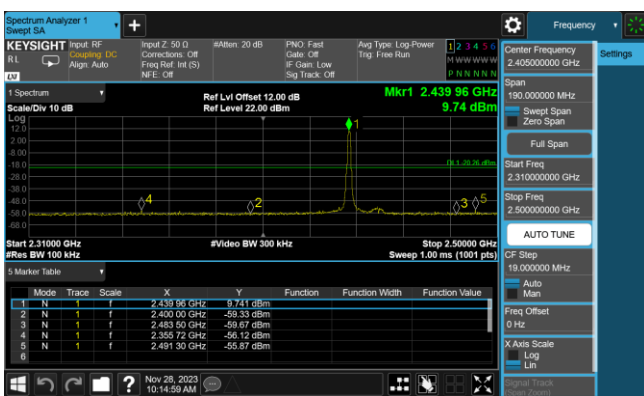 Spectrum Analyzer 1
Swept SA
Frequency
KEYSIGHT
RL
Input: RF
Coupling: DC
Align: Auto
Input Z: 50 Ω
Corrections: Off
Freq Ref: Int (S)
NFE: Off
#Atten: 20 dB
PNO: Fast
Gate: Off
IF Gain: Low
Sig Track: Off
Avg Type: Log-Power
Trig: Free Run
1 2 3 4 5 6
M W W W W W
P N N N N N
Settings
Center Frequency
2.405000000 GHz
Span
190.000000 MHz
Swept Span
Zero Span
Full Span
Start Freq
2.310000000 GHz
Stop Freq
2.500000000 GHz
AUTO TUNE
CF Step
19.000000 MHz
Auto
Man
Freq Offset
0 Hz
X Axis Scale
Log
Lin
Signal Track
(Span Zoom)
1 Spectrum
Scale/Div 10 dB
Ref Lvl Offset 12.00 dB
Ref Level 22.00 dBm
Mkr1 2.439 96 GHz
9.74 dBm
Log
12.0
2.00
-8.00
-18.0
-28.0
-38.0
-48.0
-58.0
-68.0
1
DL1 -20.26 dBm
4
2
3
5
Start 2.31000 GHz
#Res BW 100 kHz
#Video BW 300 kHz
Stop 2.50000 GHz
Sweep 1.00 ms (1001 pts)
5 Marker Table
Mode Trace Scale X Y Function Function Width Function Value
1 N 1 f 2.439 96 GHz 9.741 dBm
2 N 1 f 2.400 00 GHz -59.33 dBm
3 N 1 f 2.483 50 GHz -59.67 dBm
4 N 1 f 2.355 72 GHz -56.12 dBm
5 N 1 f 2.491 30 GHz -55.87 dBm
6
?
Nov 28, 2023
10:14:59 AM